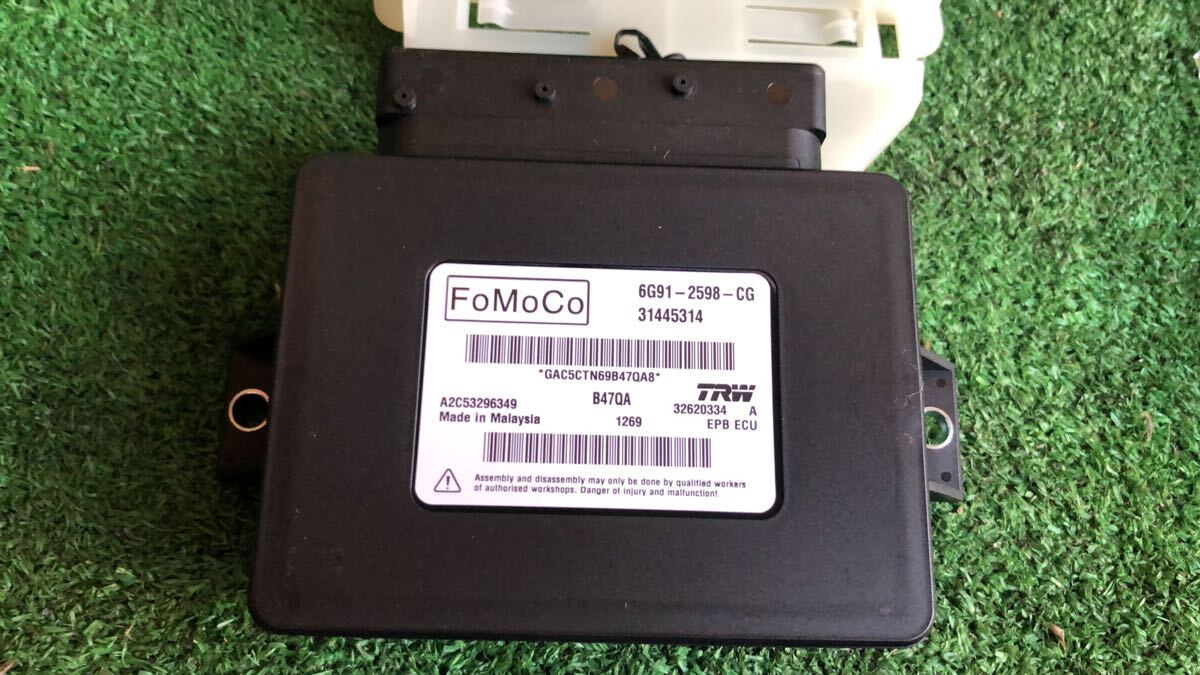 FoMoCo
6G91-2598-CG
31445314
*GAC5CTN69B47QA8*
TRW
A2C53296349
B47QA
32620334 A
Made in Malaysia
1269
EPB ECU
Assembly and disassembly may only be done by qualified workers
of authorised workshops. Danger of injury and malfunction!